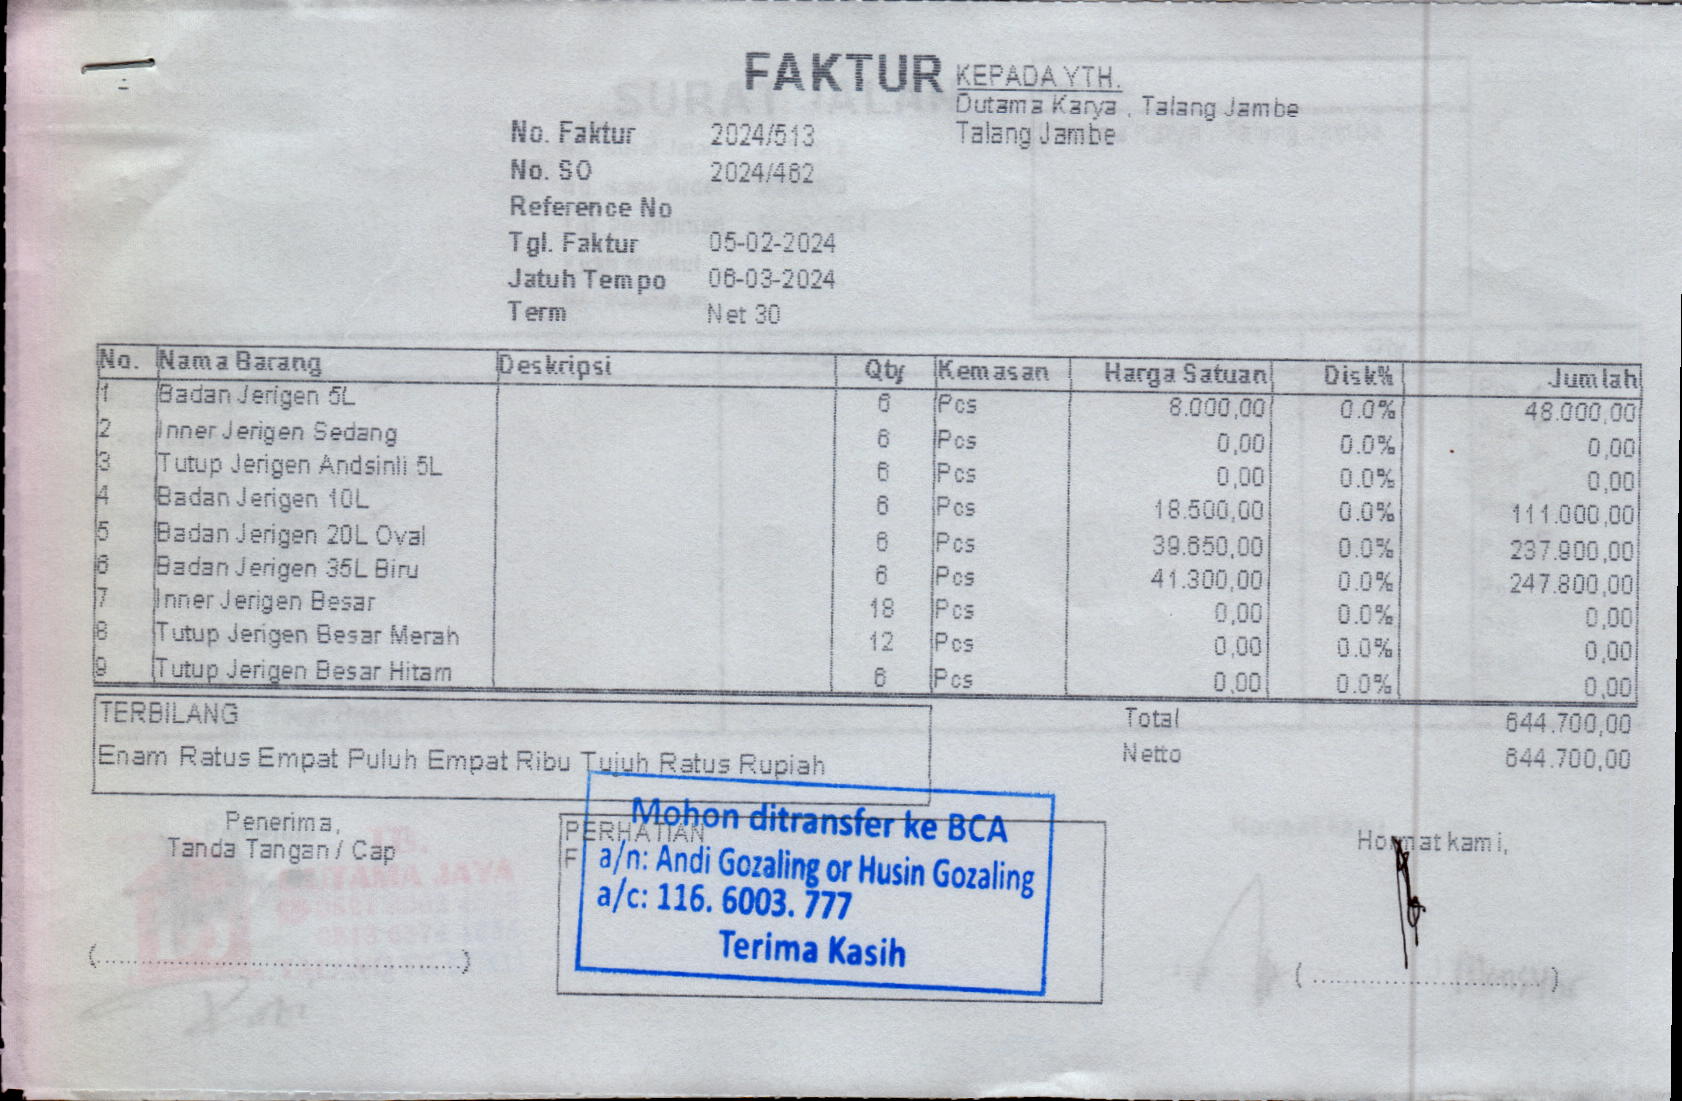 FAKTUR
KEPADA YTH.
Dutama Karya , Talang Jambe
Talang Jambe
No. Faktur 2024/513
No. SO 2024/462
Reference No
Tgl. Faktur 05-02-2024
Jatuh Tempo 06-03-2024
Term Net 30
No. Nama Barang Deskripsi Qty Kemasan Harga Satuan Disk% Jumlah
1 Badan Jerigen 5L 6 Pcs 8.000,00 0.0% 48.000,00
2 Inner Jerigen Sedang 6 Pcs 0,00 0.0% 0,00
3 Tutup Jerigen Andsinli 5L 6 Pcs 0,00 0.0% 0,00
4 Badan Jerigen 10L 6 Pcs 18.500,00 0.0% 111.000,00
5 Badan Jerigen 20L Oval 6 Pcs 39.650,00 0.0% 237.900,00
6 Badan Jerigen 35L Biru 6 Pcs 41.300,00 0.0% 247.800,00
7 Inner Jerigen Besar 18 Pcs 0,00 0.0% 0,00
8 Tutup Jerigen Besar Merah 12 Pcs 0,00 0.0% 0,00
9 Tutup Jerigen Besar Hitam 6 Pcs 0,00 0.0% 0,00
TERBILANG
Enam Ratus Empat Puluh Empat Ribu Tujuh Ratus Rupiah
Total 644.700,00
Netto 644.700,00
Penerima,
Tanda Tangan / Cap
(..........................................)
PERHATIAN
F
Mohon ditransfer ke BCA
a/n: Andi Gozaling or Husin Gozaling
a/c: 116. 6003. 777
Terima Kasih
Hormat kami,
(..........................)